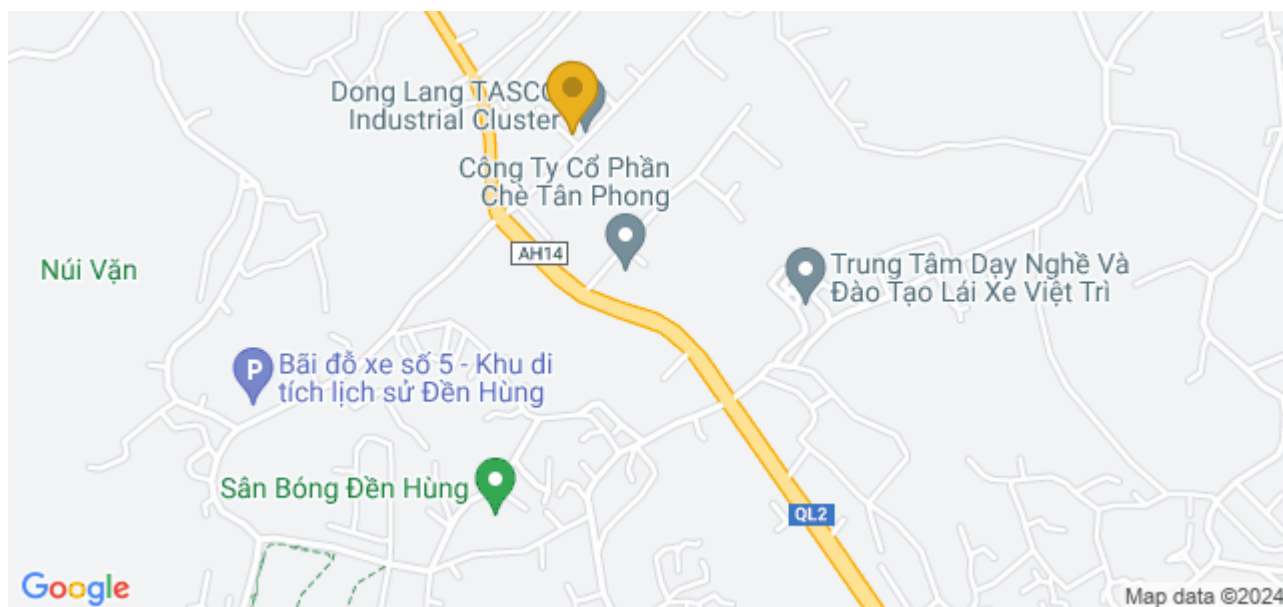 Dong Lang TASCO
Industrial Cluster
Công Ty Cổ Phần
Chè Tân Phong
AH14
Núi Vặn
Trung Tâm Dạy Nghề Và
Đào Tạo Lái Xe Việt Trì
P
Bãi đỗ xe số 5 - Khu di
tích lịch sử Đền Hùng
Sân Bóng Đền Hùng
QL2
Google
Map data ©2024